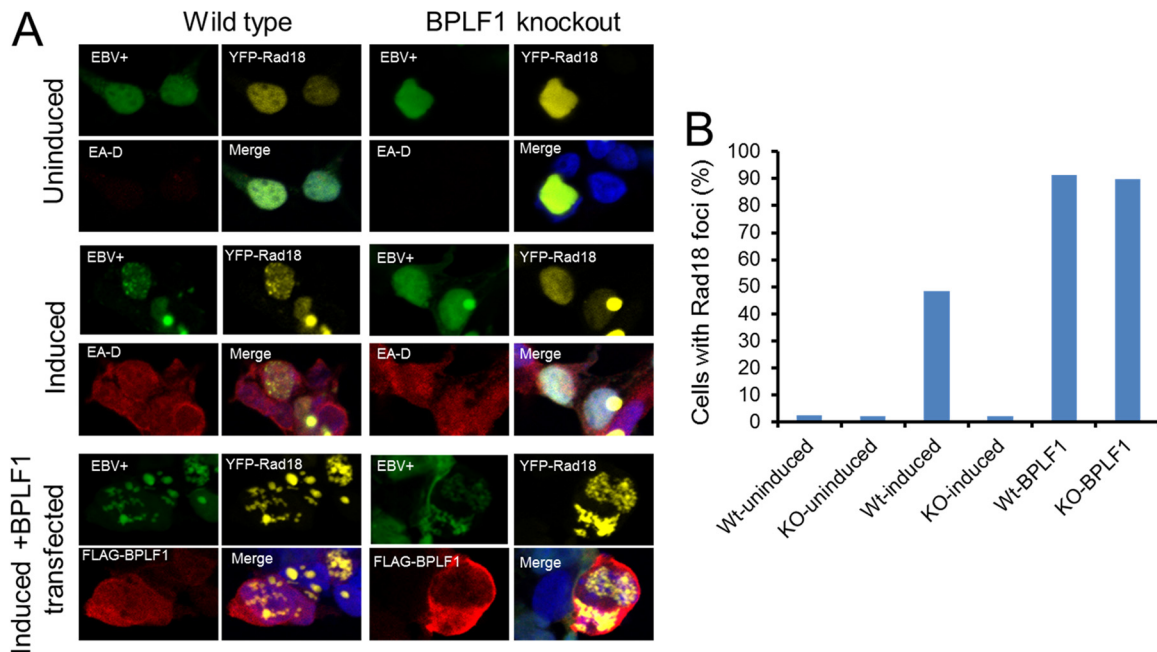 A
Wild type
BPLF1 knockout
Uninduced
EBV+
YFP-Rad18
EBV+
YFP-Rad18
EA-D
Merge
EA-D
Merge
Induced
EBV+
YFP-Rad18
EBV+
YFP-Rad18
EA-D
Merge
EA-D
Merge
Induced +BPLF1
transfected
EBV+
YFP-Rad18
EBV+
YFP-Rad18
FLAG-BPLF1
Merge
FLAG-BPLF1
Merge
B
Cells with Rad18 foci (%)
100
90
80
70
60
50
40
30
20
10
0
Wt-uninduced
KO-uninduced
Wt-induced
KO-induced
Wt-BPLF1
KO-BPLF1